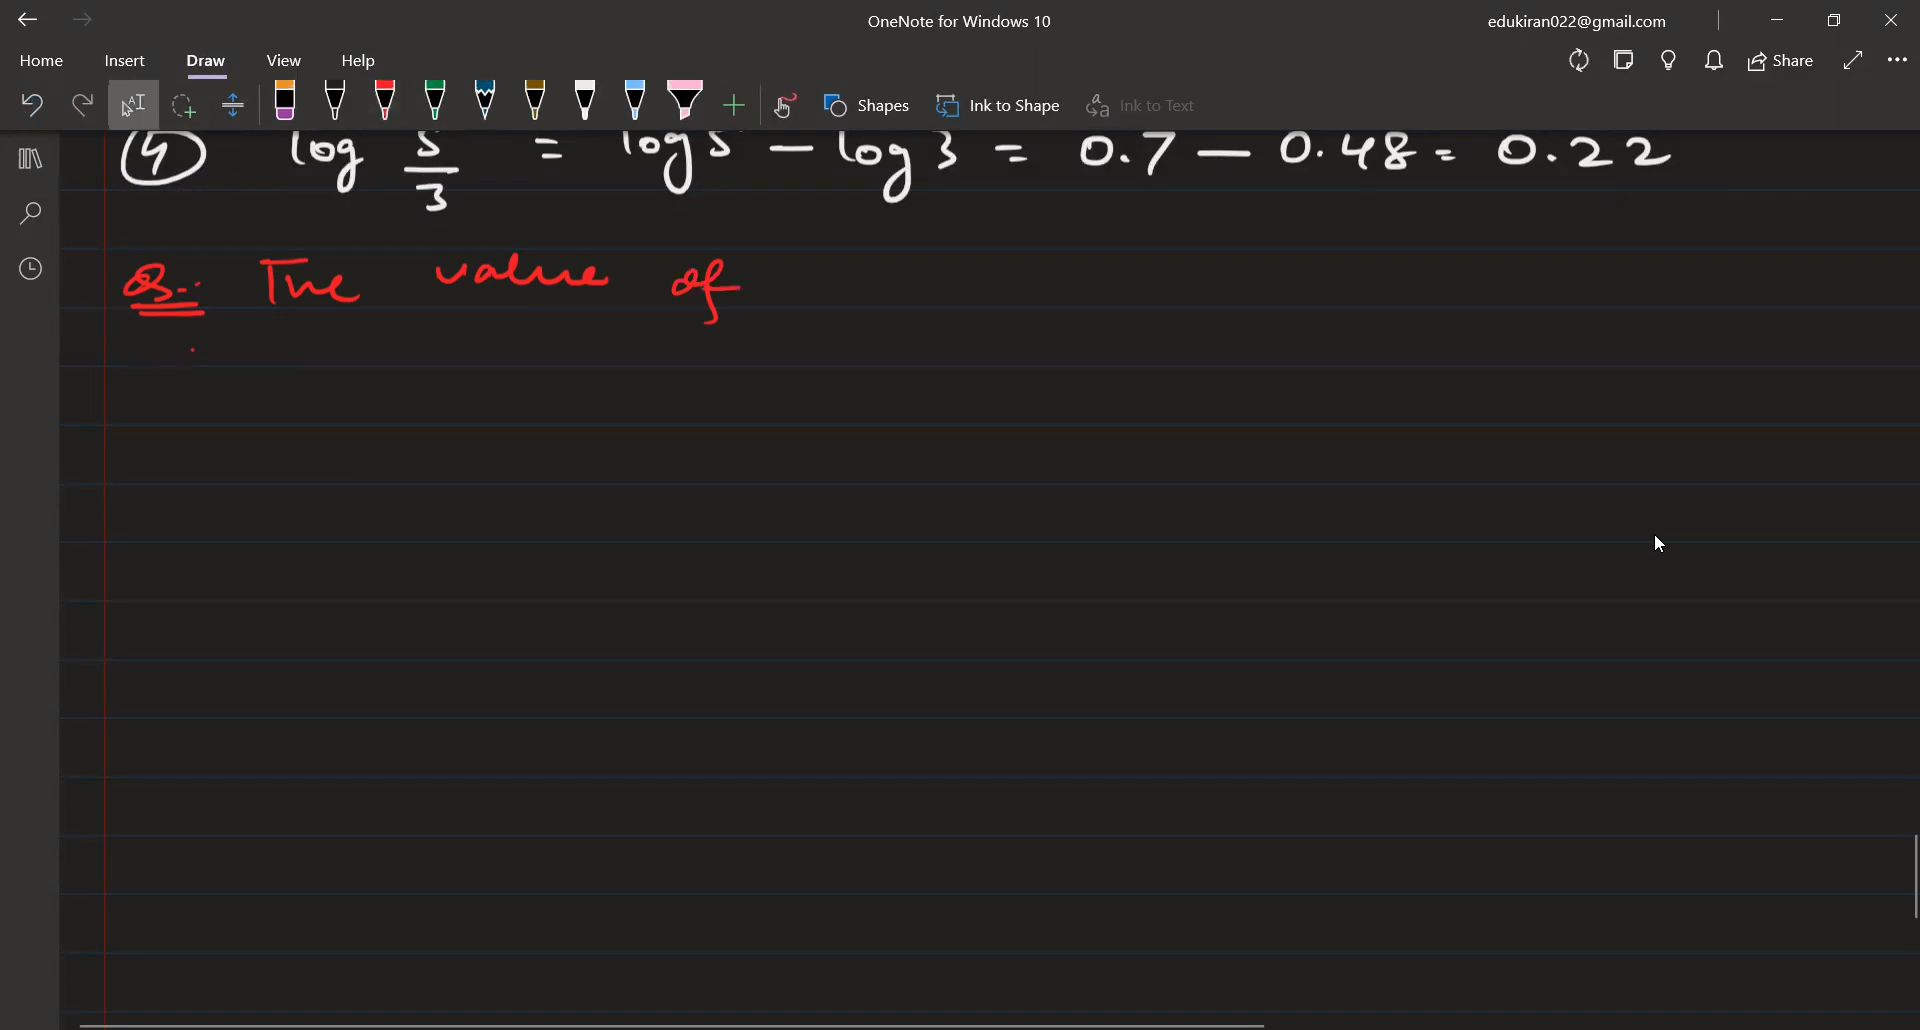 OneNote for Windows 10
edukiran022@gmail.com
Home Insert Draw View Help
Share
Shapes Ink to Shape Ink to Text
④ log 5/3 = log 5 − log 3 = 0.7 − 0.48 = 0.22
Q.: The value of